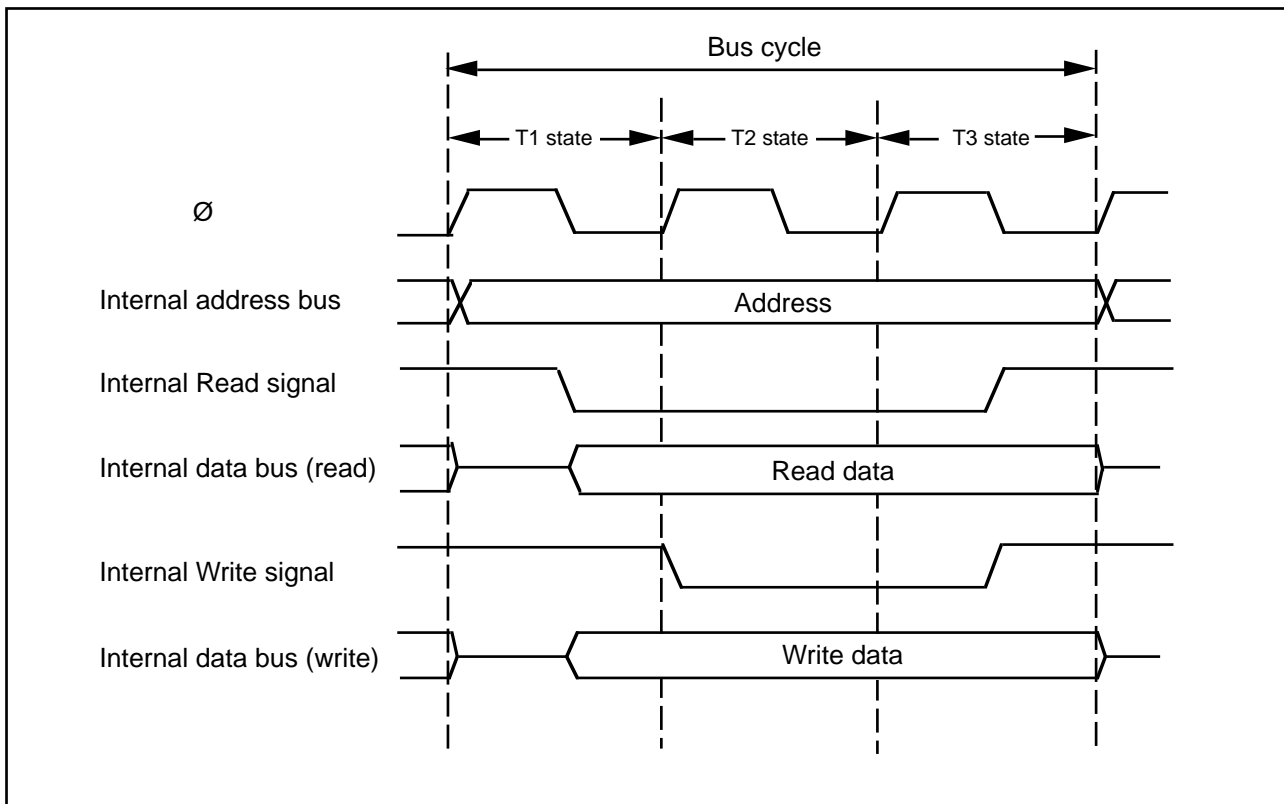 Bus cycle
T1 state T2 state T3 state
Ø
Internal address bus Address
Internal Read signal
Internal data bus (read) Read data
Internal Write signal
Internal data bus (write) Write data